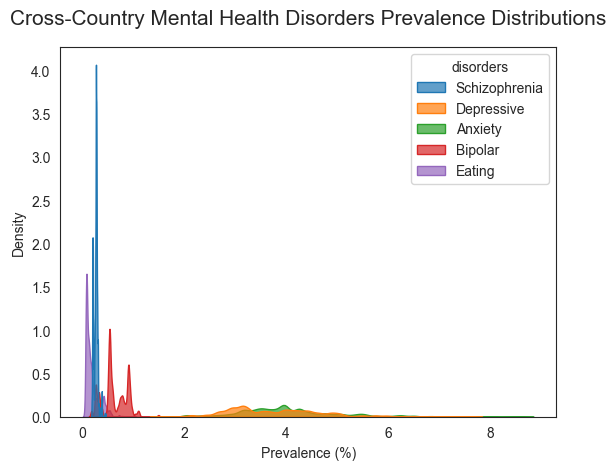 Cross-Country Mental Health Disorders Prevalence Distributions
disorders
Schizophrenia
Depressive
Anxiety
Bipolar
Eating
4.0
3.5
3.0
2.5
2.0
1.5
1.0
0.5
0.0
Density
0 2 4 6 8
Prevalence (%)